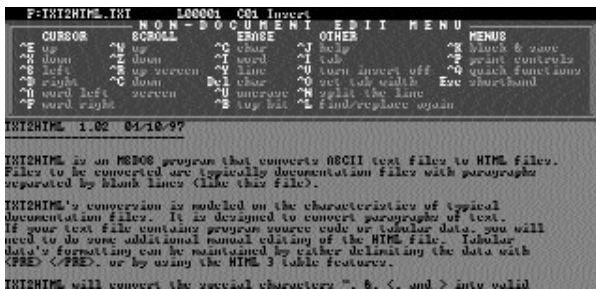 F:TXT2HTML.TXT L00001 C01 Insert
N O N - D O C U M E N T E D I T M E N U
CURSOR SCROLL ERASE OTHER MENUS
^E up ^W up ^G char ^J help ^K block & save
^X down ^Z down ^T word ^I tab ^P print controls
^S left ^R up screen ^Y line ^V turn insert off ^Q quick functions
^D right ^C down Del char ^O set tab width Esc shorthand
^A word left screen ^U unerase ^N split the line
^F word right ^B top bit ^L find/replace again
TXT2HTML 1.02 04/10/97
TXT2HTML is an MSDOS program that converts ASCII text files to HTML files.
Files to be converted are typically documentation files with paragraphs
separated by blank lines (like this file).
TXT2HTML's conversion is modeled on the characteristics of typical
documentation files. It is designed to convert paragraphs of text.
If your text file contains program source code or tabular data, you will
need to do some additional manual editing of the HTML file. Tabular
data's formatting can be maintained by either delimiting the data with
<PRE> </PRE>, or by using the HTML 3 table features.
TXT2HTML will convert the special characters ", &, <, and > into valid